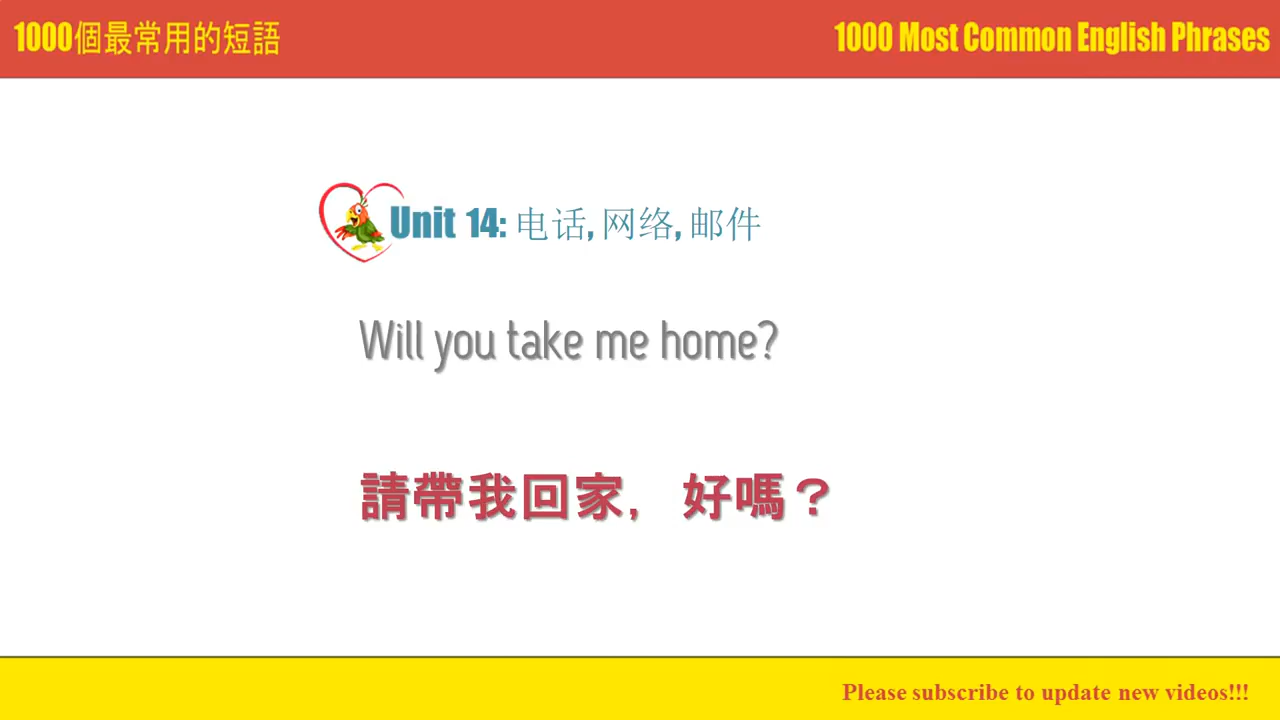 1000個最常用的短語
1000 Most Common English Phrases
Unit 14: 电话, 网络, 邮件
Will you take me home?
請帶我回家，好嗎？
Please subscribe to update new videos!!!